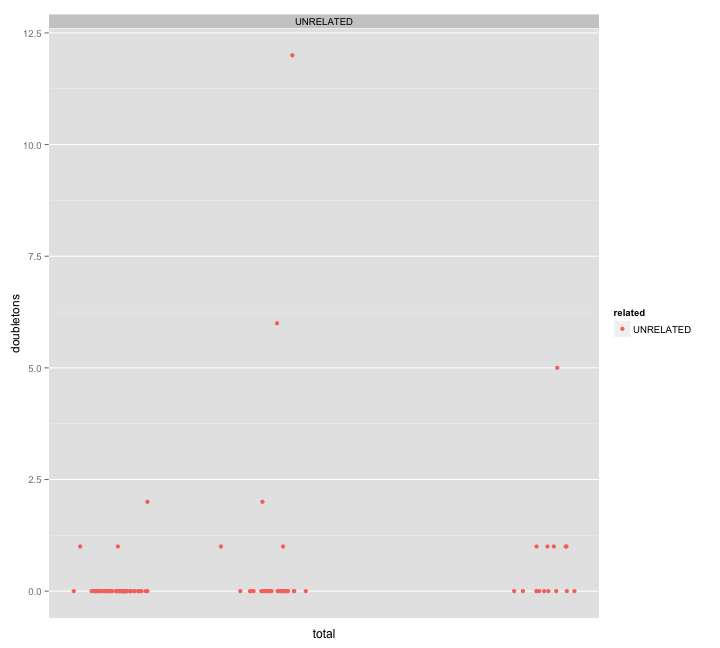 UNRELATED
12.5
10.0
7.5
5.0
2.5
0.0
doubletons
total
related
UNRELATED